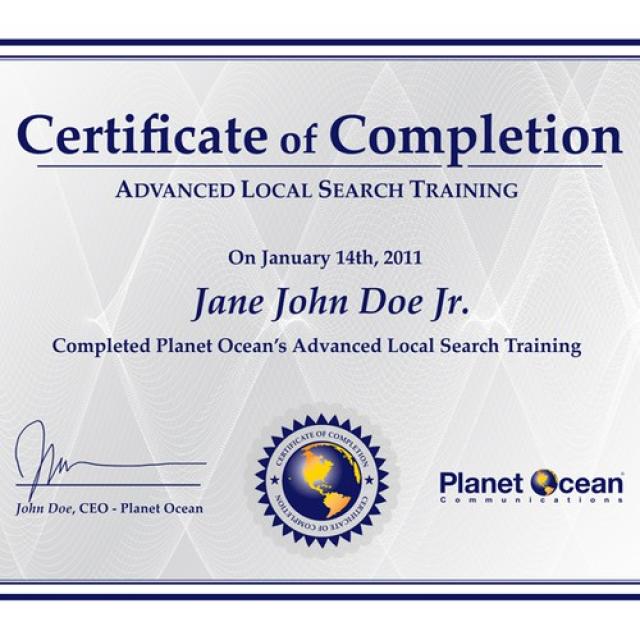 Certificate of Completion
ADVANCED LOCAL SEARCH TRAINING
On January 14th, 2011
Jane John Doe Jr.
Completed Planet Ocean's Advanced Local Search Training
CERTIFICATE OF COMPLETION
CERTIFICATE OF COMPLETION
John Doe, CEO - Planet Ocean
Planet Ocean
Communications